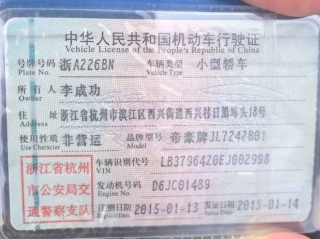 中华人民共和国机动车行驶证
Vehicle License of the People's Republic of China
号牌号码 浙A226BN 车辆类型 小型轿车
Plate No. Vehicle Type
所有人 李成功
Owner
住址 浙江省杭州市滨江区西兴街道西兴村日船埠头18号
Address
使用性质 非营运 品牌型号 帝豪牌JL7242B01
Model
浙江省杭州
市公安局交
通警察支队
车辆识别代号 LB37964Z0EJ002998
VIN
发动机号码 D6JC01489
Engine No.
注册日期 2015-01-13 发证日期 2015-01-14
Register Date Issue Date